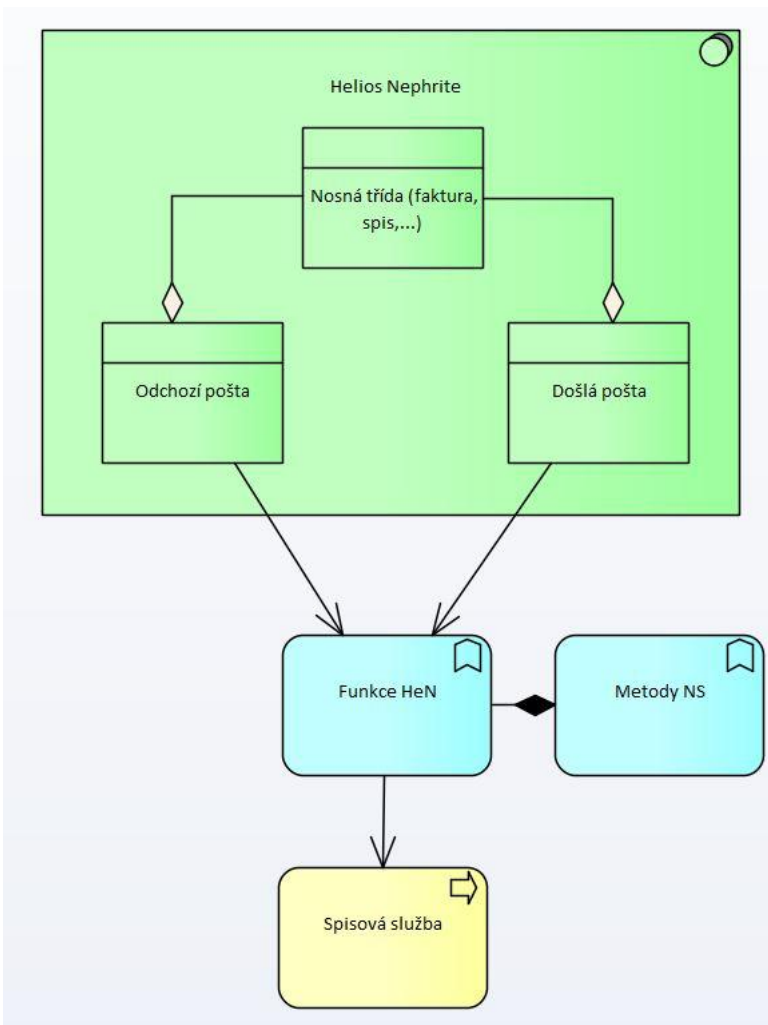 Helios Nephrite
Nosná třída (faktura,
spis,...)
Odchozí pošta
Došlá pošta
Funkce HeN
Metody NS
Spisová služba